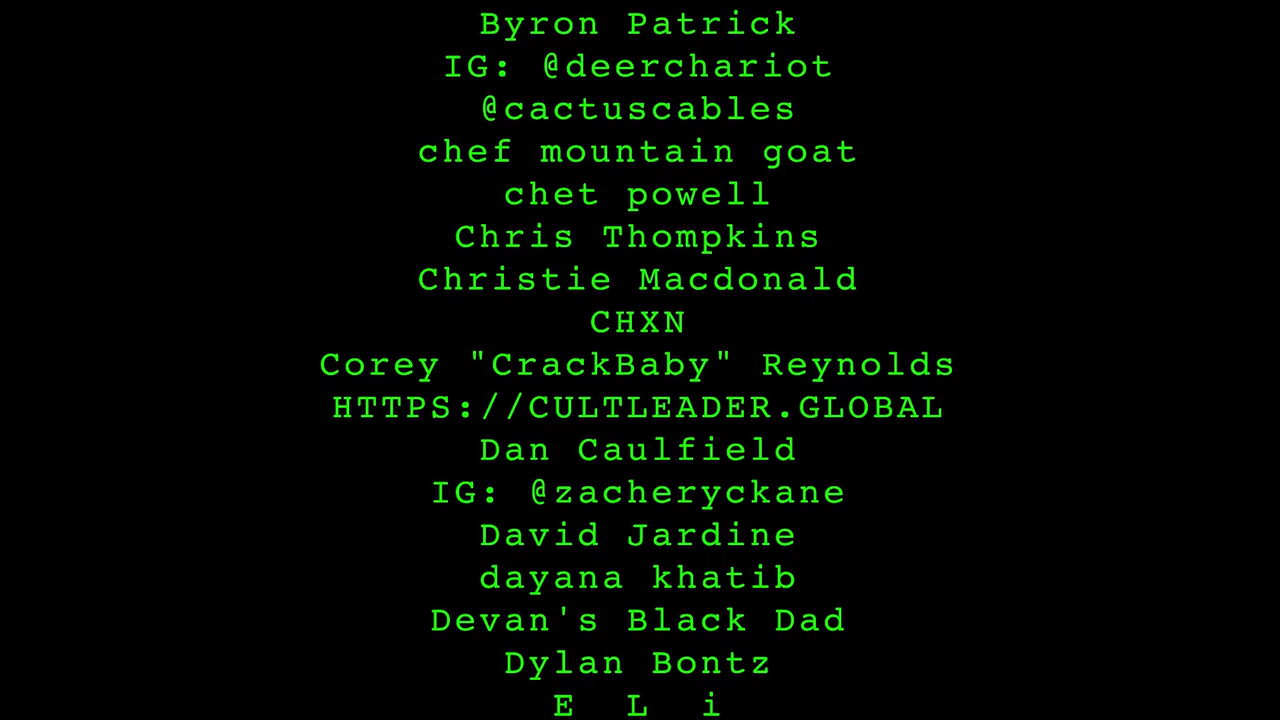 Byron Patrick
IG: @deerchariot
@cactuscables
chef mountain goat
chet powell
Chris Thompkins
Christie Macdonald
CHXN
Corey "CrackBaby" Reynolds
HTTPS://CULTLEADER.GLOBAL
Dan Caulfield
IG: @zacheryckane
David Jardine
dayana khatib
Devan's Black Dad
Dylan Bontz
E L i